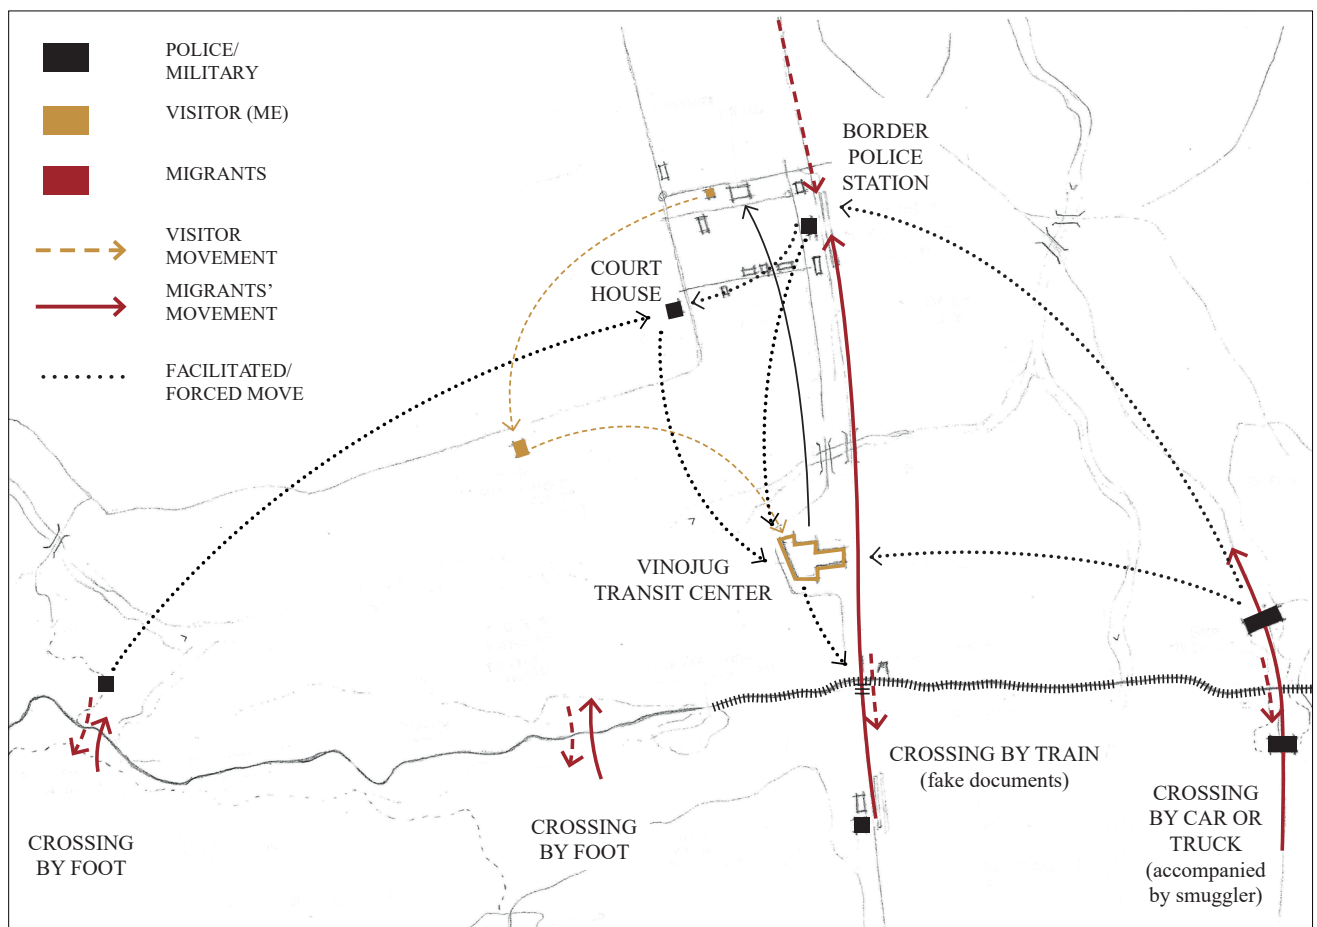 POLICE/
MILITARY
VISITOR (ME)
MIGRANTS
VISITOR
MOVEMENT
MIGRANTS’
MOVEMENT
FACILITATED/
FORCED MOVE
BORDER
POLICE
STATION
COURT
HOUSE
VINOJUG
TRANSIT CENTER
CROSSING BY TRAIN
(fake documents)
CROSSING
BY CAR OR
TRUCK
(accompanied
by smuggler)
CROSSING
BY FOOT
CROSSING
BY FOOT